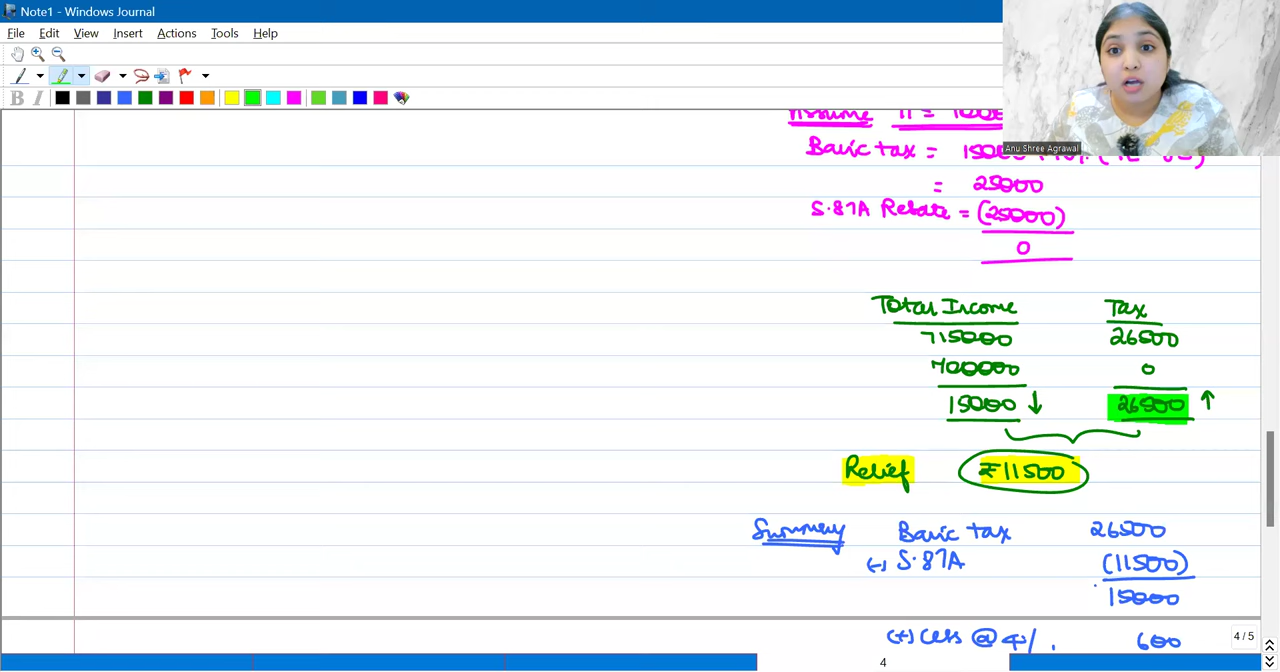 Note1 - Windows Journal
File Edit View Insert Actions Tools Help
B I
Anu Shree Agrawal
Assume
Basic tax = 15000
= 25000
S.87A Rebate = (25000)
0
Total Income Tax
715000 26500
700000 0
15000 ↓ 26500 ↑
Relief ₹11500
Summary Basic tax 26500
(-) S.87A (11500)
15000
(+) Cess @ 4% 600
4 / 5
4